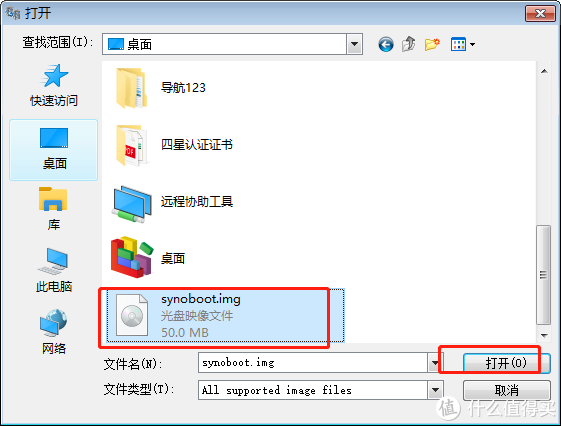 打开
查找范围(I):
桌面
快速访问
桌面
库
此电脑
网络
导航123
四星认证证书
PDF
远程协助工具
桌面
synoboot.img
光盘映像文件
50.0 MB
文件名(N):
synoboot.img
打开(O)
文件类型(T):
All supported image files
取消
值 什么值得买